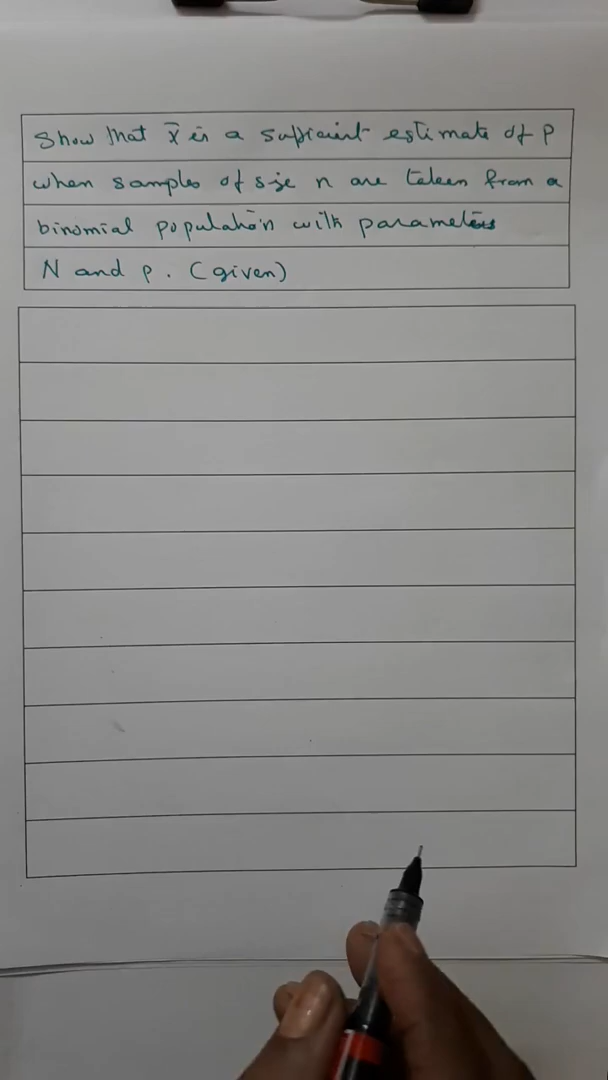 Show that x̄ is a sufficient estimate of p
when samples of size n are taken from a
binomial population with parameters
N and p. (given)